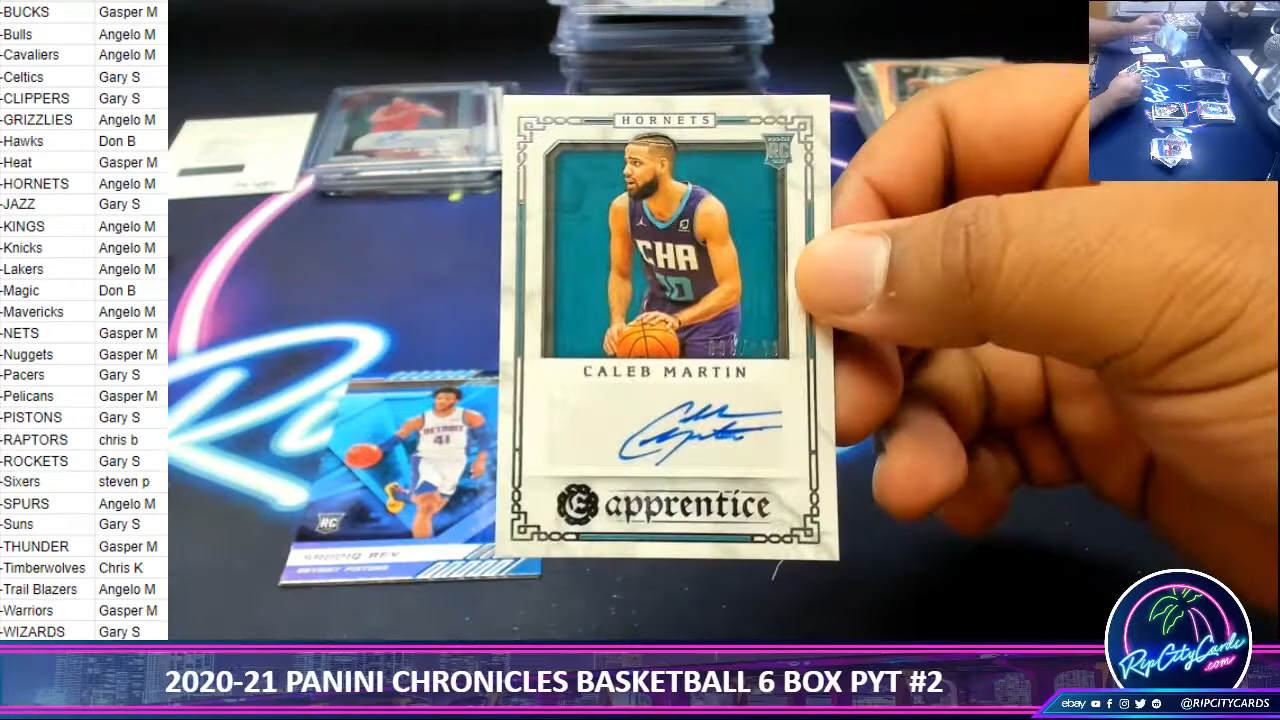 -BUCKS Gasper M
-Bulls Angelo M
-Cavaliers Angelo M
-Celtics Gary S
-CLIPPERS Gary S
-GRIZZLIES Angelo M
-Hawks Don B
-Heat Gasper M
-HORNETS Angelo M
-JAZZ Gary S
-KINGS Angelo M
-Knicks Angelo M
-Lakers Angelo M
-Magic Don B
-Mavericks Angelo M
-NETS Gasper M
-Nuggets Gasper M
-Pacers Gary S
-Pelicans Gasper M
-PISTONS Gary S
-RAPTORS chris b
-ROCKETS Gary S
-Sixers steven p
-SPURS Angelo M
-Suns Gary S
-THUNDER Gasper M
-Timberwolves Chris K
-Trail Blazers Angelo M
-Warriors Gasper M
-WIZARDS Gary S
HORNETS
RC
CHA
10
CALEB MARTIN
apprentice
DETROIT
41
RC
DETROIT PISTONS
Ri
RipCityCards
.com
2020-21 PANINI CHRONICLES BASKETBALL 6 BOX PYT #2
ebay @RIPCITYCARDS